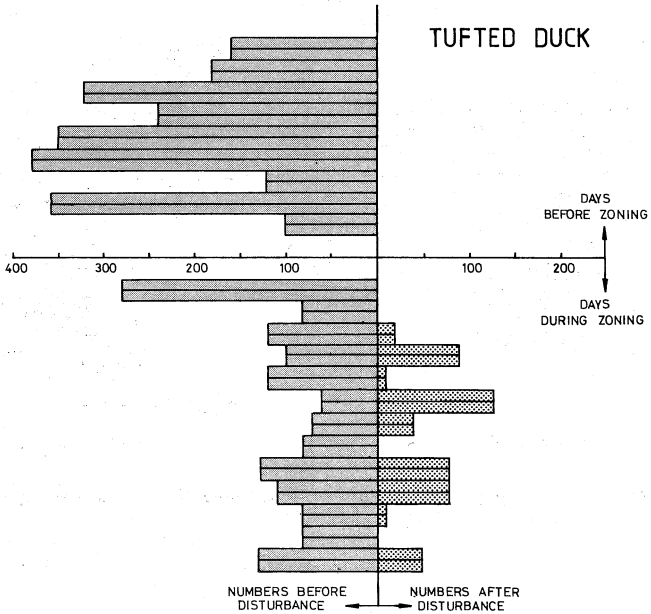 TUFTED DUCK
DAYS
BEFORE ZONING
400 300 200 100 100 200
DAYS
DURING ZONING
NUMBERS BEFORE
DISTURBANCE
NUMBERS AFTER
DISTURBANCE